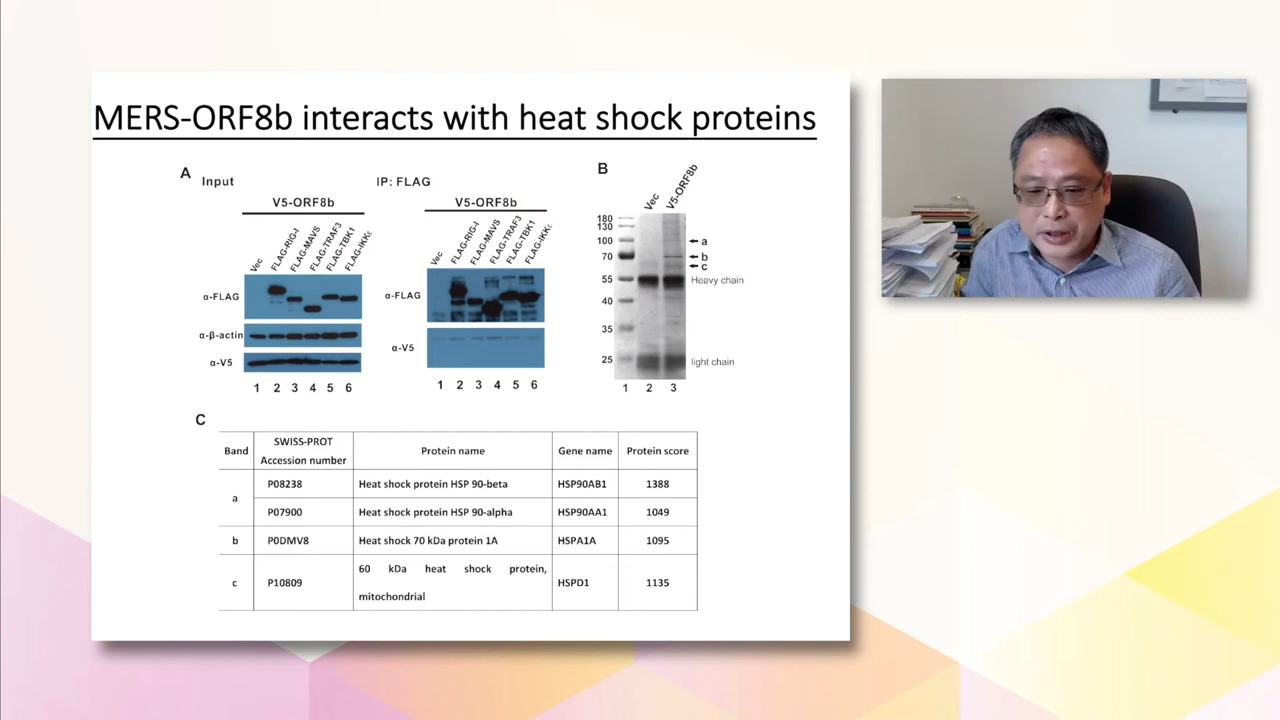 MERS-ORF8b interacts with heat shock proteins
A
Input
V5-ORF8b
Vec
FLAG-RIG-I
FLAG-MAVS
FLAG-TRAF3
FLAG-TBK1
FLAG-IKKε
α-FLAG
α-β-actin
α-V5
1 2 3 4 5 6
IP: FLAG
V5-ORF8b
Vec
FLAG-RIG-I
FLAG-MAVS
FLAG-TRAF3
FLAG-TBK1
FLAG-IKKε
α-FLAG
α-V5
1 2 3 4 5 6
B
Vec
V5-ORF8b
180
130
100
70
55
40
35
25
a
b
c
Heavy chain
light chain
1 2 3
C
Band SWISS-PROT Accession number Protein name Gene name Protein score
a P08238 Heat shock protein HSP 90-beta HSP90AB1 1388
P07900 Heat shock protein HSP 90-alpha HSP90AA1 1049
b P0DMV8 Heat shock 70 kDa protein 1A HSPA1A 1095
c P10809 60 kDa heat shock protein, mitochondrial HSPD1 1135